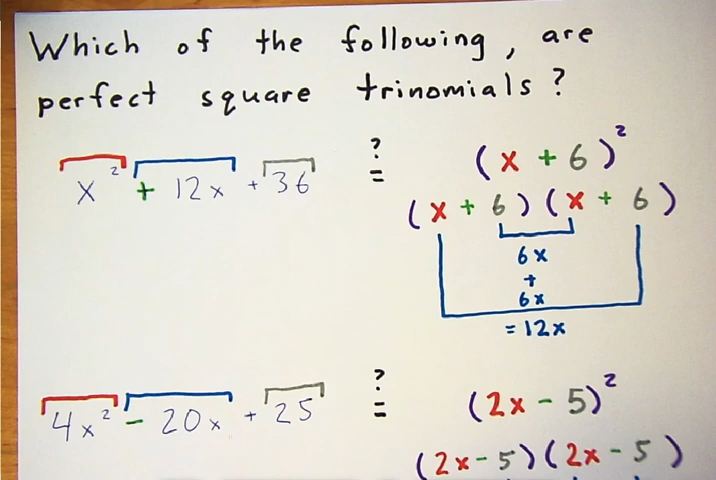 Which of the following, are
perfect square trinomials?
x² + 12x + 36 ≟ (x + 6)²
(x + 6)(x + 6)
6x
+
6x
= 12x
4x² - 20x + 25 ≟ (2x - 5)²
(2x - 5)(2x - 5)